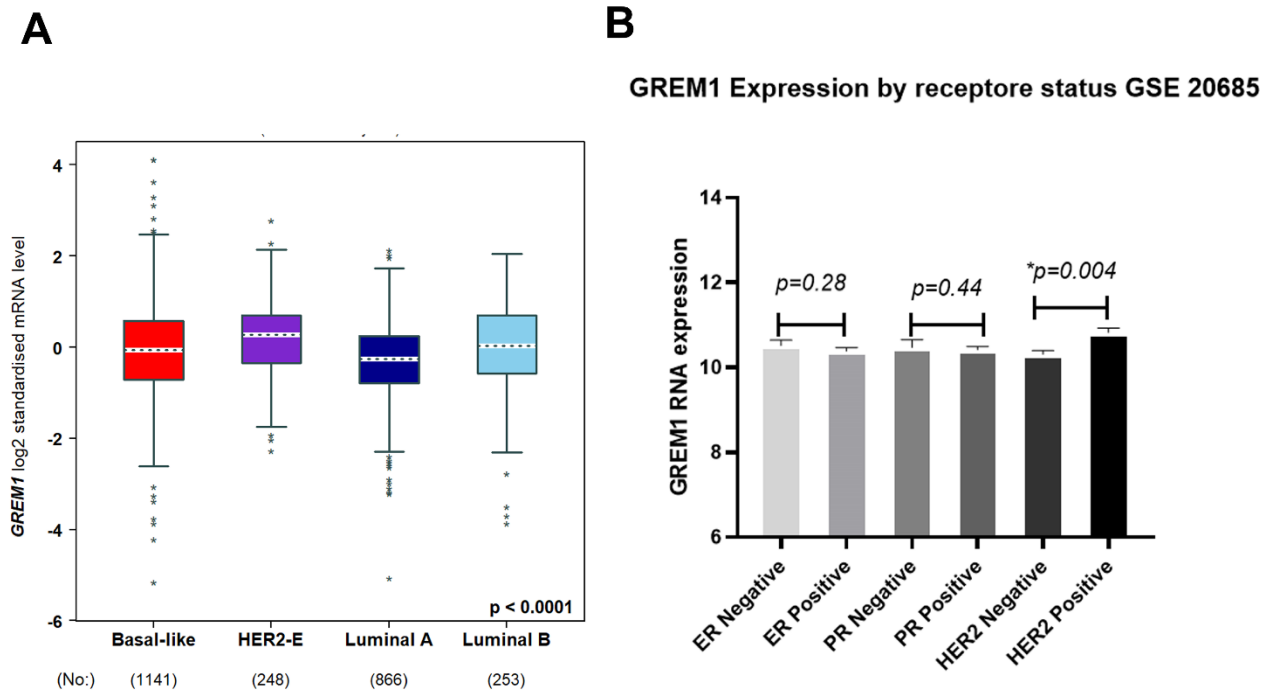 A
B
GREM1 Expression by receptore status GSE 20685
GREM1 log2 standardised mRNA level
4
2
0
-2
-4
-6
p < 0.0001
Basal-like HER2-E Luminal A Luminal B
(No:) (1141) (248) (866) (253)
GREM1 RNA expression
14
12
10
8
6
p=0.28
p=0.44
*p=0.004
ER Negative
ER Positive
PR Negative
PR Positive
HER2 Negative
HER2 Positive